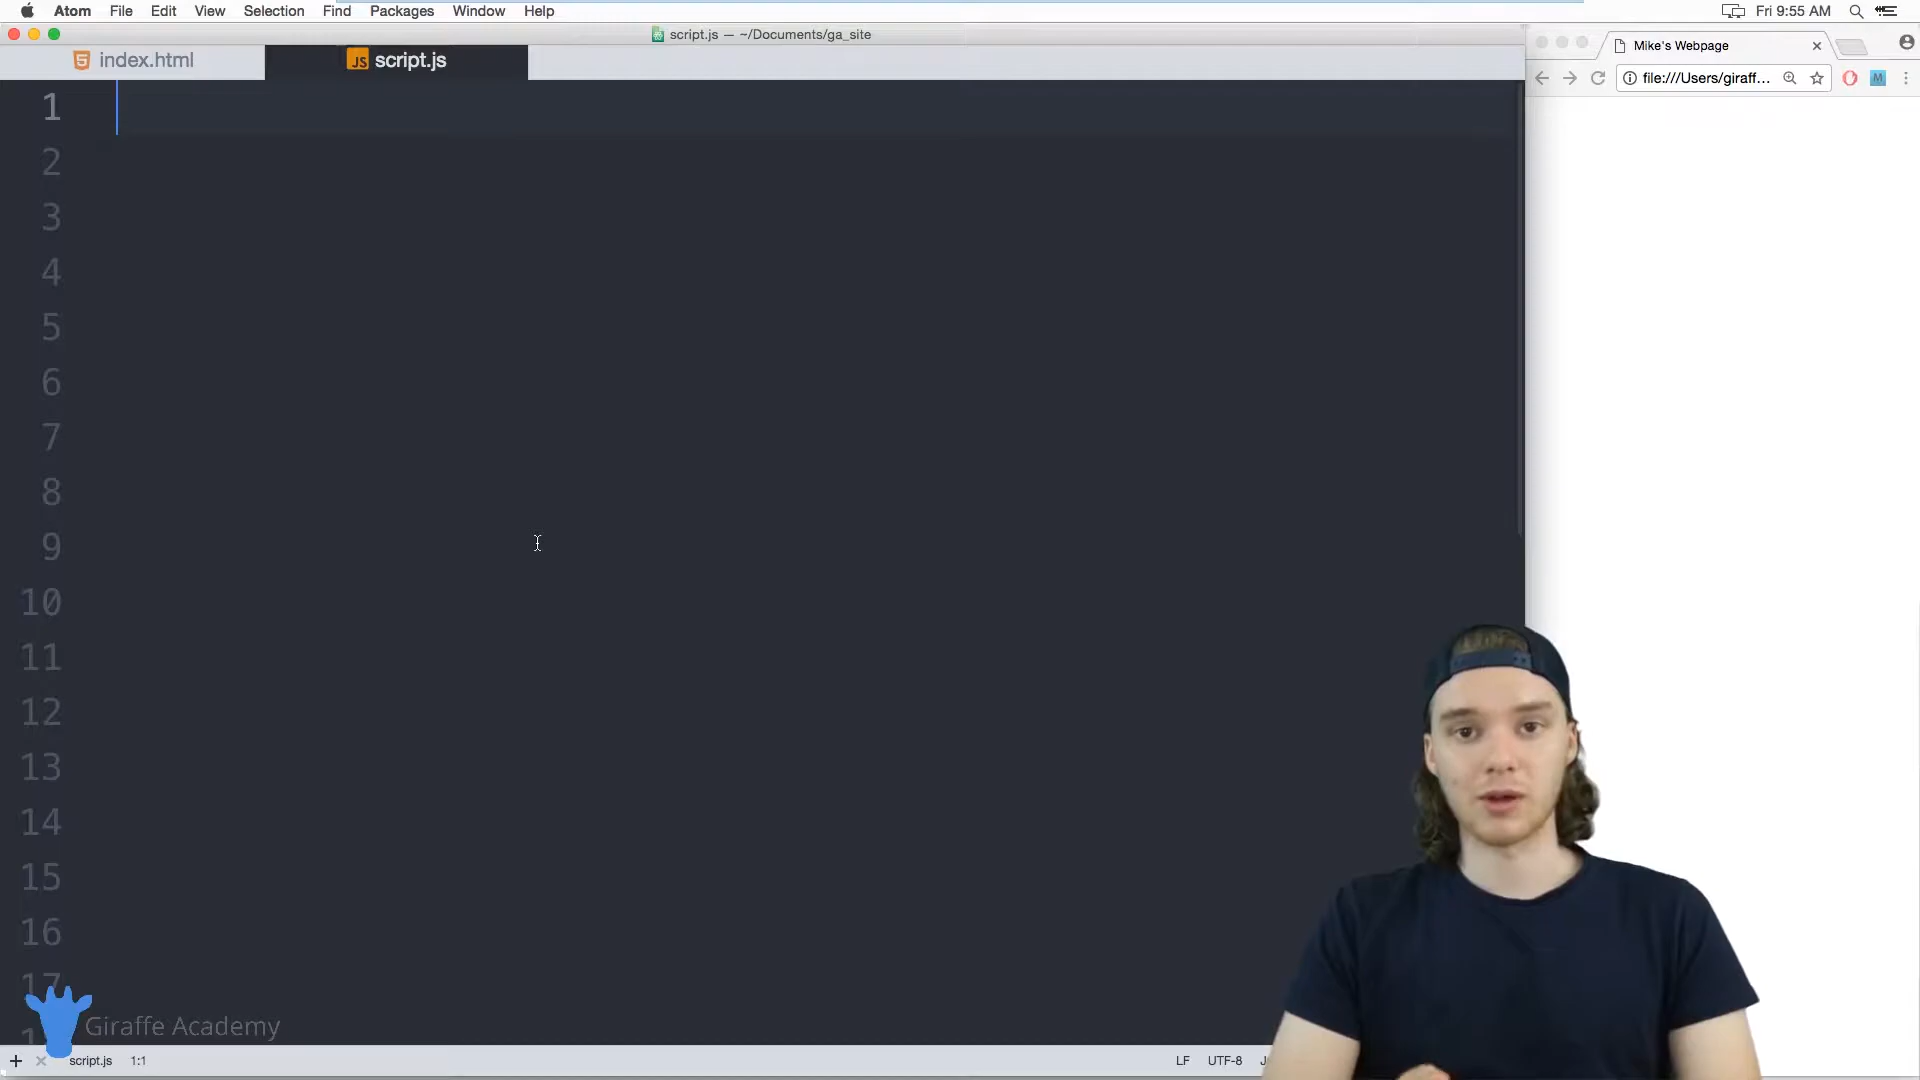 Atom File Edit View Selection Find Packages Window Help
Fri 9:55 AM
script.js — ~/Documents/ga_site
index.html
JS script.js
Mike's Webpage
file:///Users/giraff...
M
1
2
3
4
5
6
7
8
9
10
11
12
13
14
15
16
17
Giraffe Academy
script.js 1:1
LF UTF-8